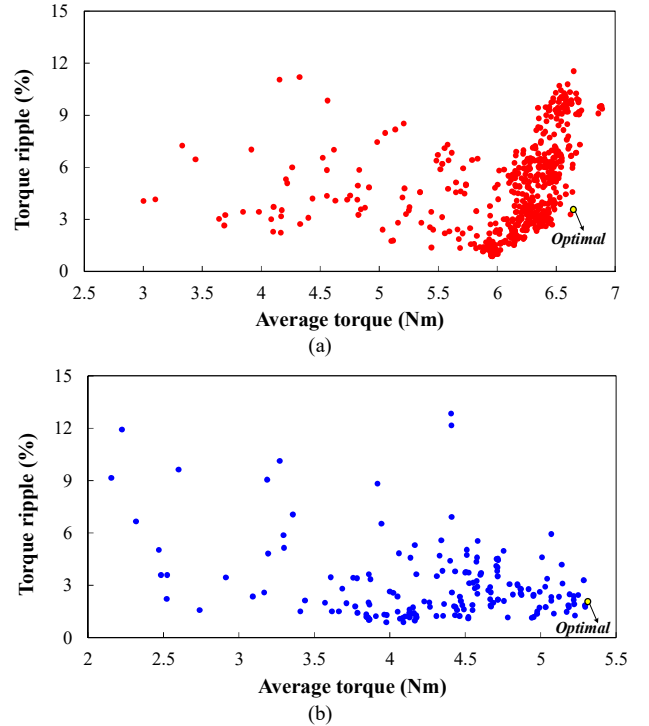 15
12
9
6
3
0
Torque ripple (%)
Optimal
2.5 3 3.5 4 4.5 5 5.5 6 6.5 7
Average torque (Nm)
(a)
15
12
9
6
3
0
Torque ripple (%)
Optimal
2 2.5 3 3.5 4 4.5 5 5.5
Average torque (Nm)
(b)